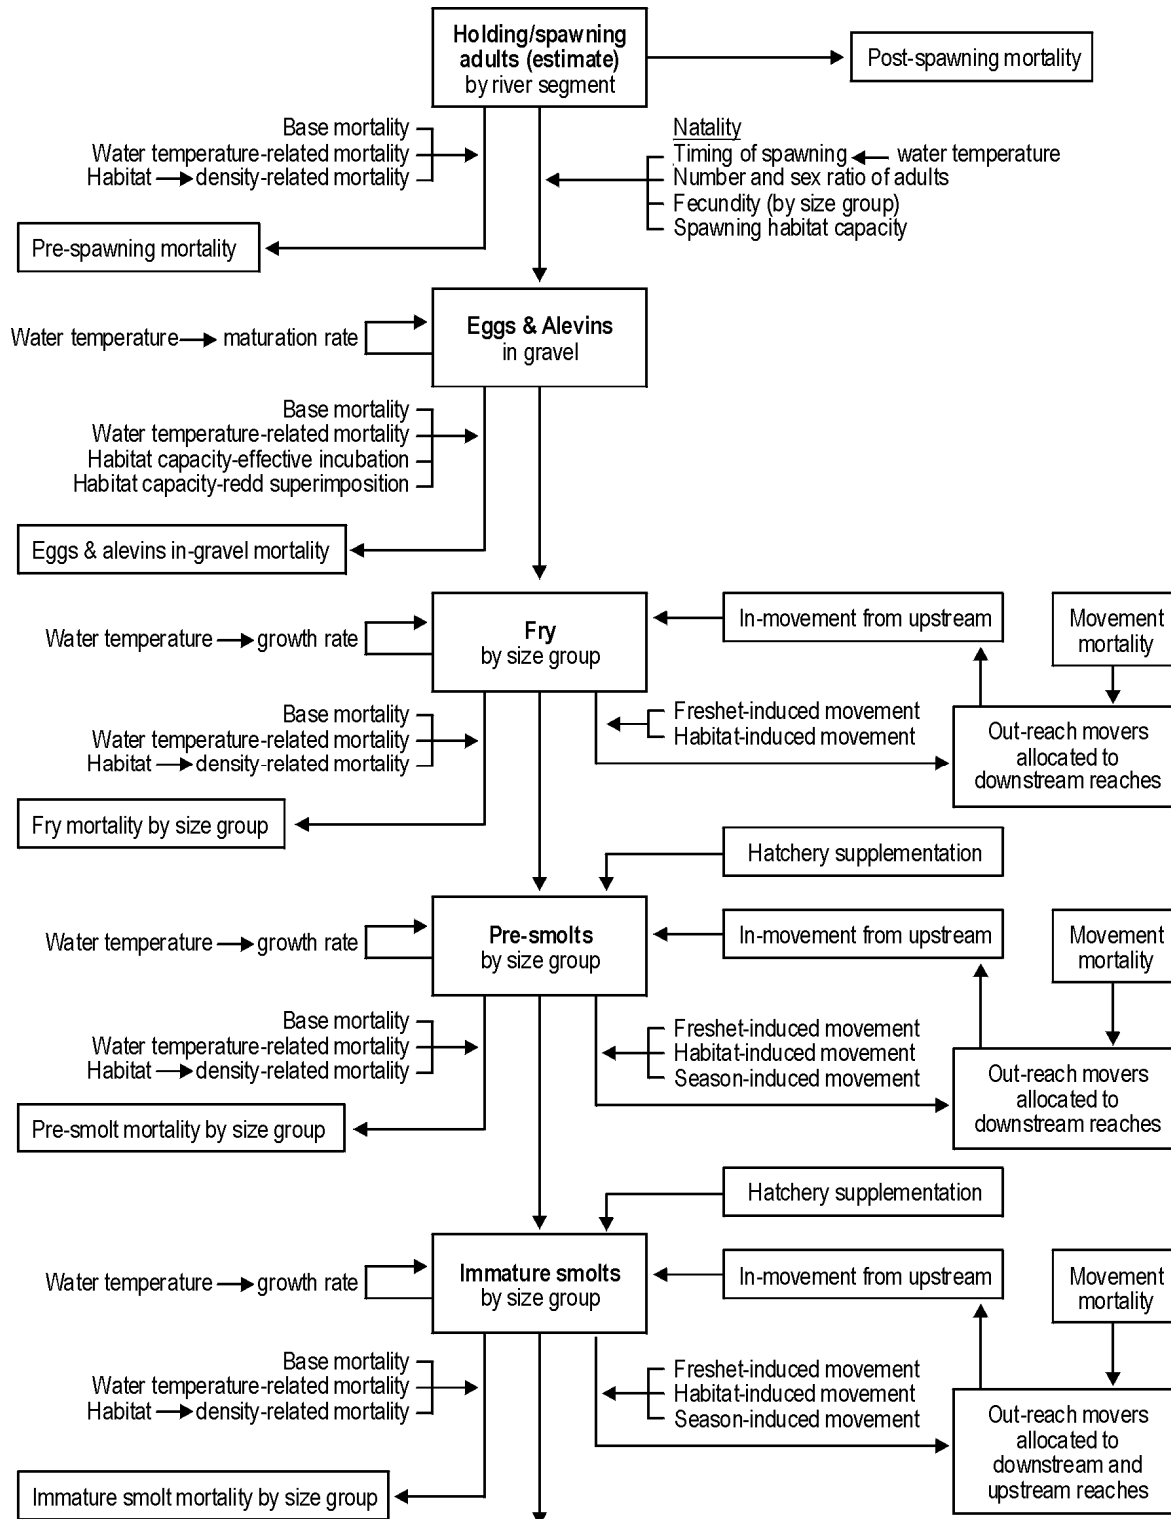 Holding/spawning
adults (estimate)
by river segment
Post-spawning mortality
Base mortality
Water temperature-related mortality
Habitat → density-related mortality
Natality
Timing of spawning ← water temperature
Number and sex ratio of adults
Fecundity (by size group)
Spawning habitat capacity
Pre-spawning mortality
Eggs & Alevins
in gravel
Water temperature → maturation rate
Base mortality
Water temperature-related mortality
Habitat capacity-effective incubation
Habitat capacity-redd superimposition
Eggs & alevins in-gravel mortality
Fry
by size group
In-movement from upstream
Movement
mortality
Water temperature → growth rate
Base mortality
Water temperature-related mortality
Habitat → density-related mortality
Freshet-induced movement
Habitat-induced movement
Out-reach movers
allocated to
downstream reaches
Fry mortality by size group
Hatchery supplementation
Pre-smolts
by size group
In-movement from upstream
Movement
mortality
Water temperature → growth rate
Base mortality
Water temperature-related mortality
Habitat → density-related mortality
Freshet-induced movement
Habitat-induced movement
Season-induced movement
Out-reach movers
allocated to
downstream reaches
Pre-smolt mortality by size group
Hatchery supplementation
Immature smolts
by size group
In-movement from upstream
Movement
mortality
Water temperature → growth rate
Base mortality
Water temperature-related mortality
Habitat → density-related mortality
Freshet-induced movement
Habitat-induced movement
Season-induced movement
Out-reach movers
allocated to
downstream and
upstream reaches
Immature smolt mortality by size group